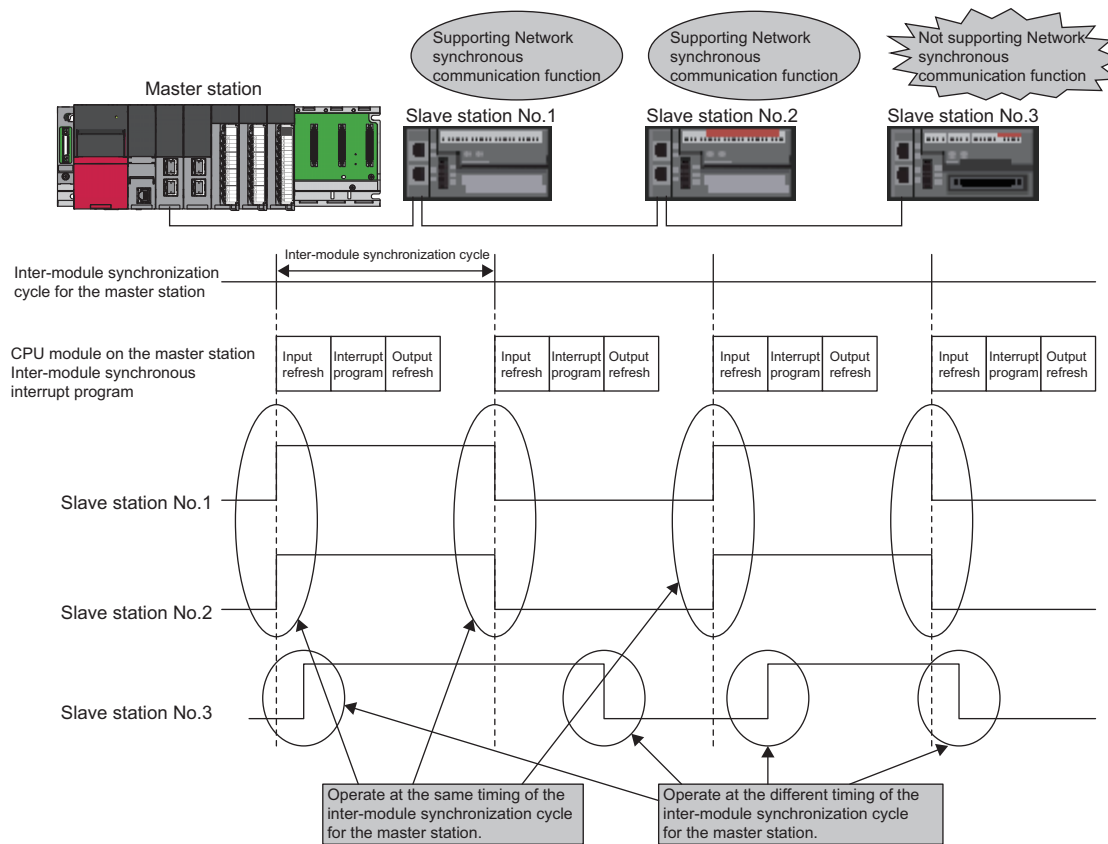 Supporting Network
synchronous
communication function
Supporting Network
synchronous
communication function
Not supporting Network
synchronous
communication function
Master station
Slave station No.1
Slave station No.2
Slave station No.3
Inter-module synchronization cycle
Inter-module synchronization
cycle for the master station
CPU module on the master station
Inter-module synchronous
interrupt program
Input
refresh
Interrupt
program
Output
refresh
Input
refresh
Interrupt
program
Output
refresh
Input
refresh
Interrupt
program
Output
refresh
Input
refresh
Interrupt
program
Output
refresh
Slave station No.1
Slave station No.2
Slave station No.3
Operate at the same timing of the
inter-module synchronization cycle
for the master station.
Operate at the different timing of the
inter-module synchronization cycle
for the master station.